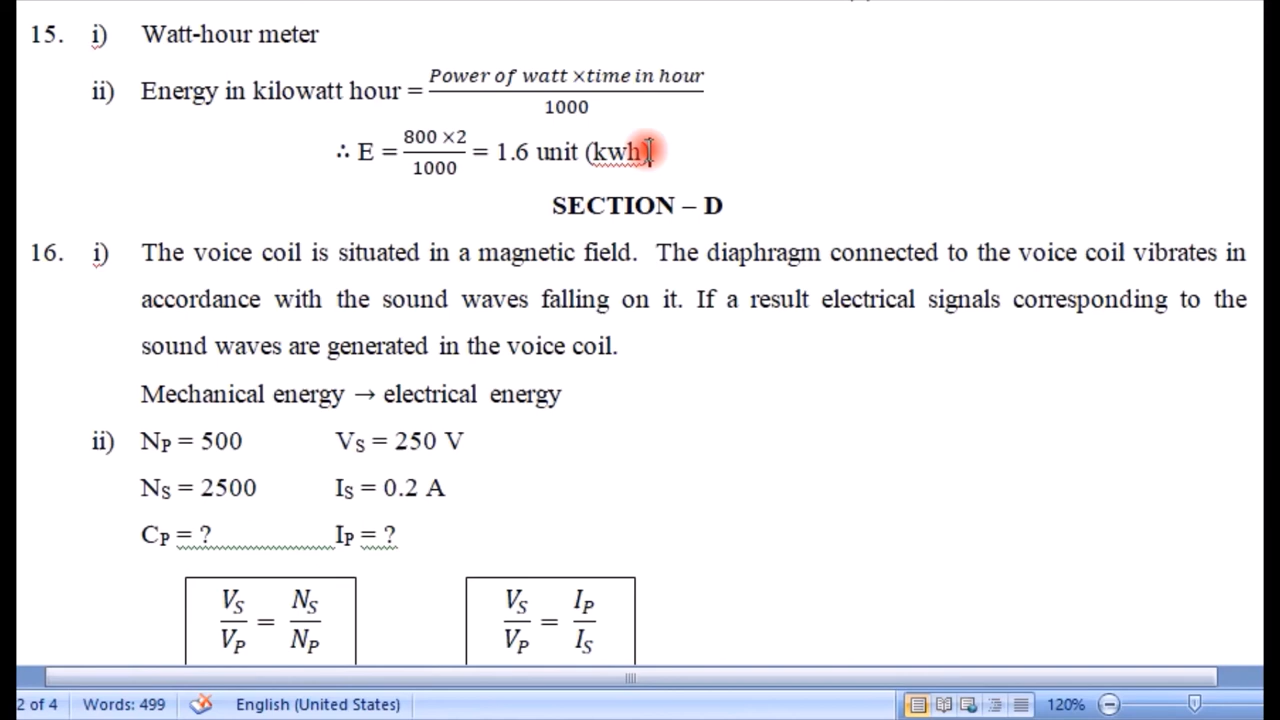 15. i) Watt-hour meter
ii) Energy in kilowatt hour = Power of watt ×time in hour / 1000
∴ E = 800 ×2 / 1000 = 1.6 unit (kwh)
SECTION – D
16. i) The voice coil is situated in a magnetic field. The diaphragm connected to the voice coil vibrates in
accordance with the sound waves falling on it. If a result electrical signals corresponding to the
sound waves are generated in the voice coil.
Mechanical energy → electrical energy
ii) NP = 500 VS = 250 V
NS = 2500 IS = 0.2 A
CP = ? IP = ?
VS / VP = NS / NP VS / VP = IP / IS
2 of 4 Words: 499 English (United States) 120%